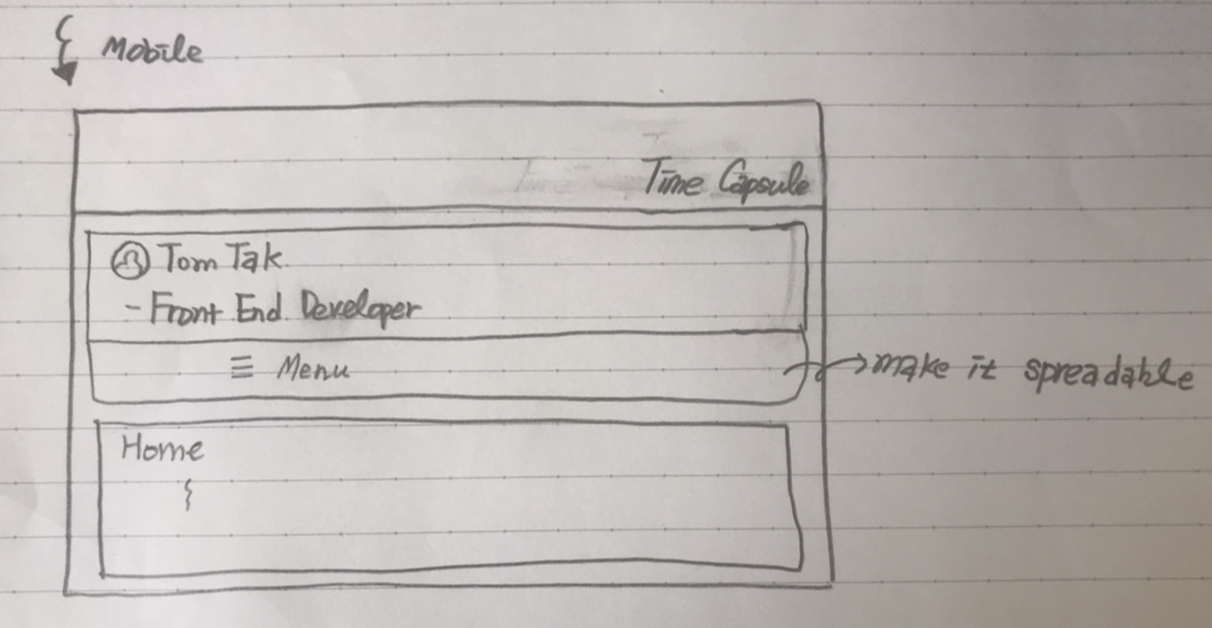 Mobile
Time Capsule
Tom Tak
- Front End Developer
≡ Menu
make it spreadable
Home